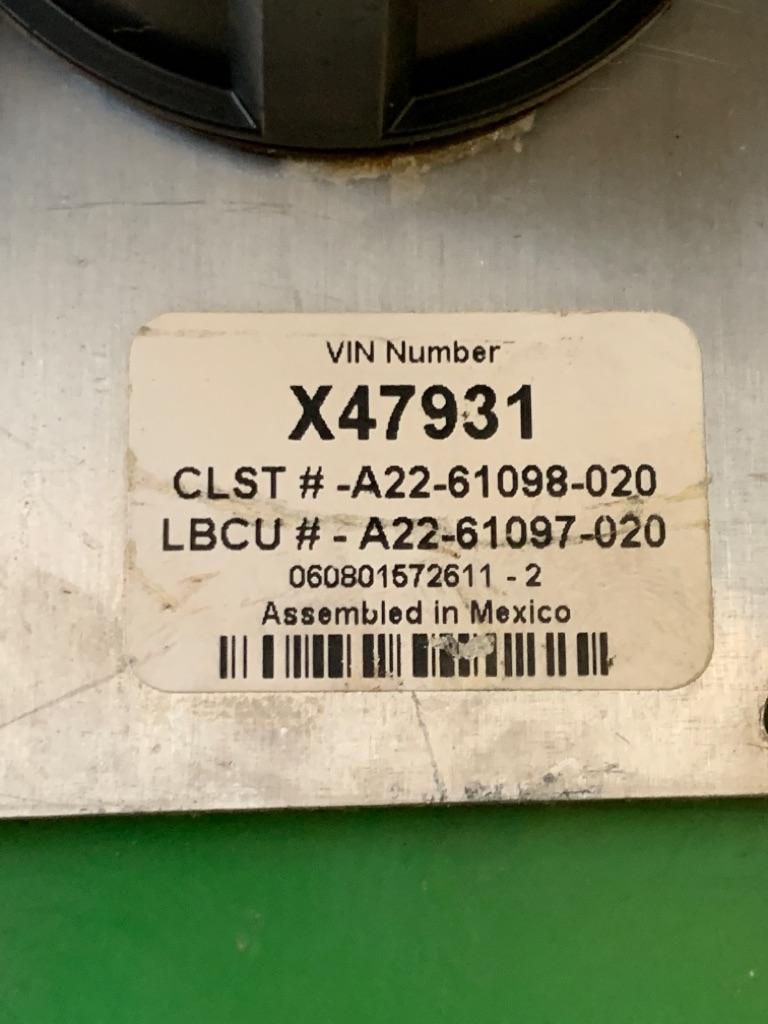 VIN Number
X47931
CLST # -A22-61098-020
LBCU # - A22-61097-020
060801572611 - 2
Assembled in Mexico